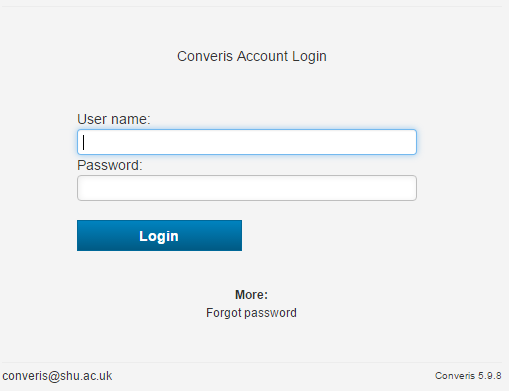 Converis Account Login
User name:
Password:
Login
More:
Forgot password
converis@shu.ac.uk
Converis 5.9.8